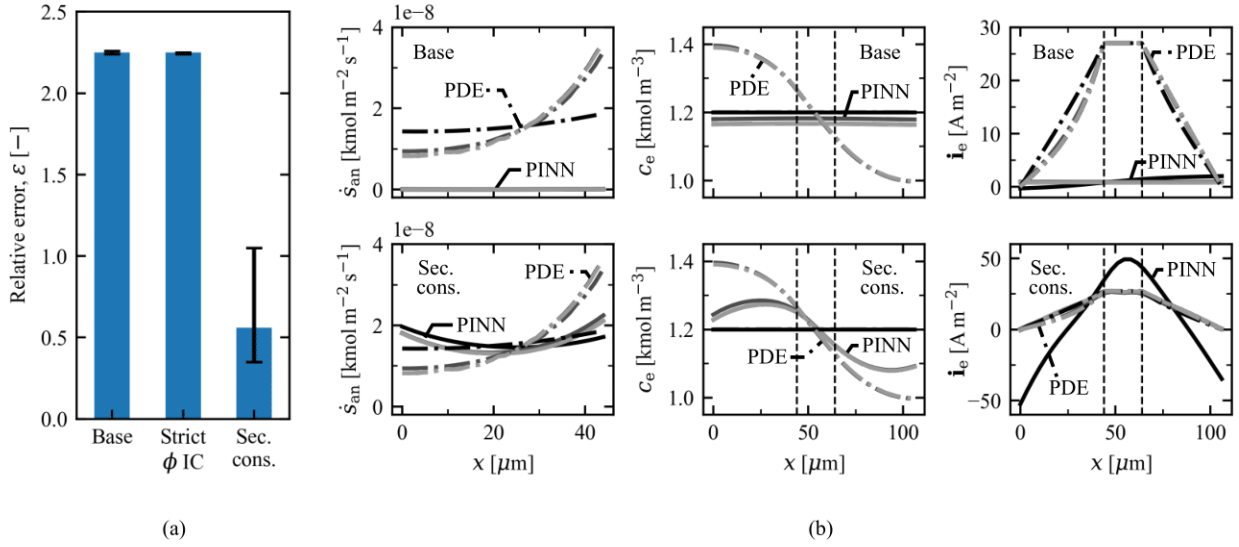 2.5
2.0
1.5
1.0
0.5
0.0
Relative error, ε [−]
Base
Strict
ϕ IC
Sec.
cons.
(a)
1e−8
4
2
0
ṡan [kmol m−2 s−1]
Base
PDE
PINN
1.4
1.2
1.0
ce [kmol m−3]
Base
PDE
PINN
30
20
10
0
ie [A m−2]
Base
PDE
PINN
1e−8
4
2
0
ṡan [kmol m−2 s−1]
Sec.
cons.
PDE
PINN
0
20
40
x [μm]
1.4
1.2
1.0
ce [kmol m−3]
Sec.
cons.
PDE
PINN
0
50
100
x [μm]
50
0
−50
ie [A m−2]
Sec.
cons.
PINN
PDE
0
50
100
x [μm]
(b)